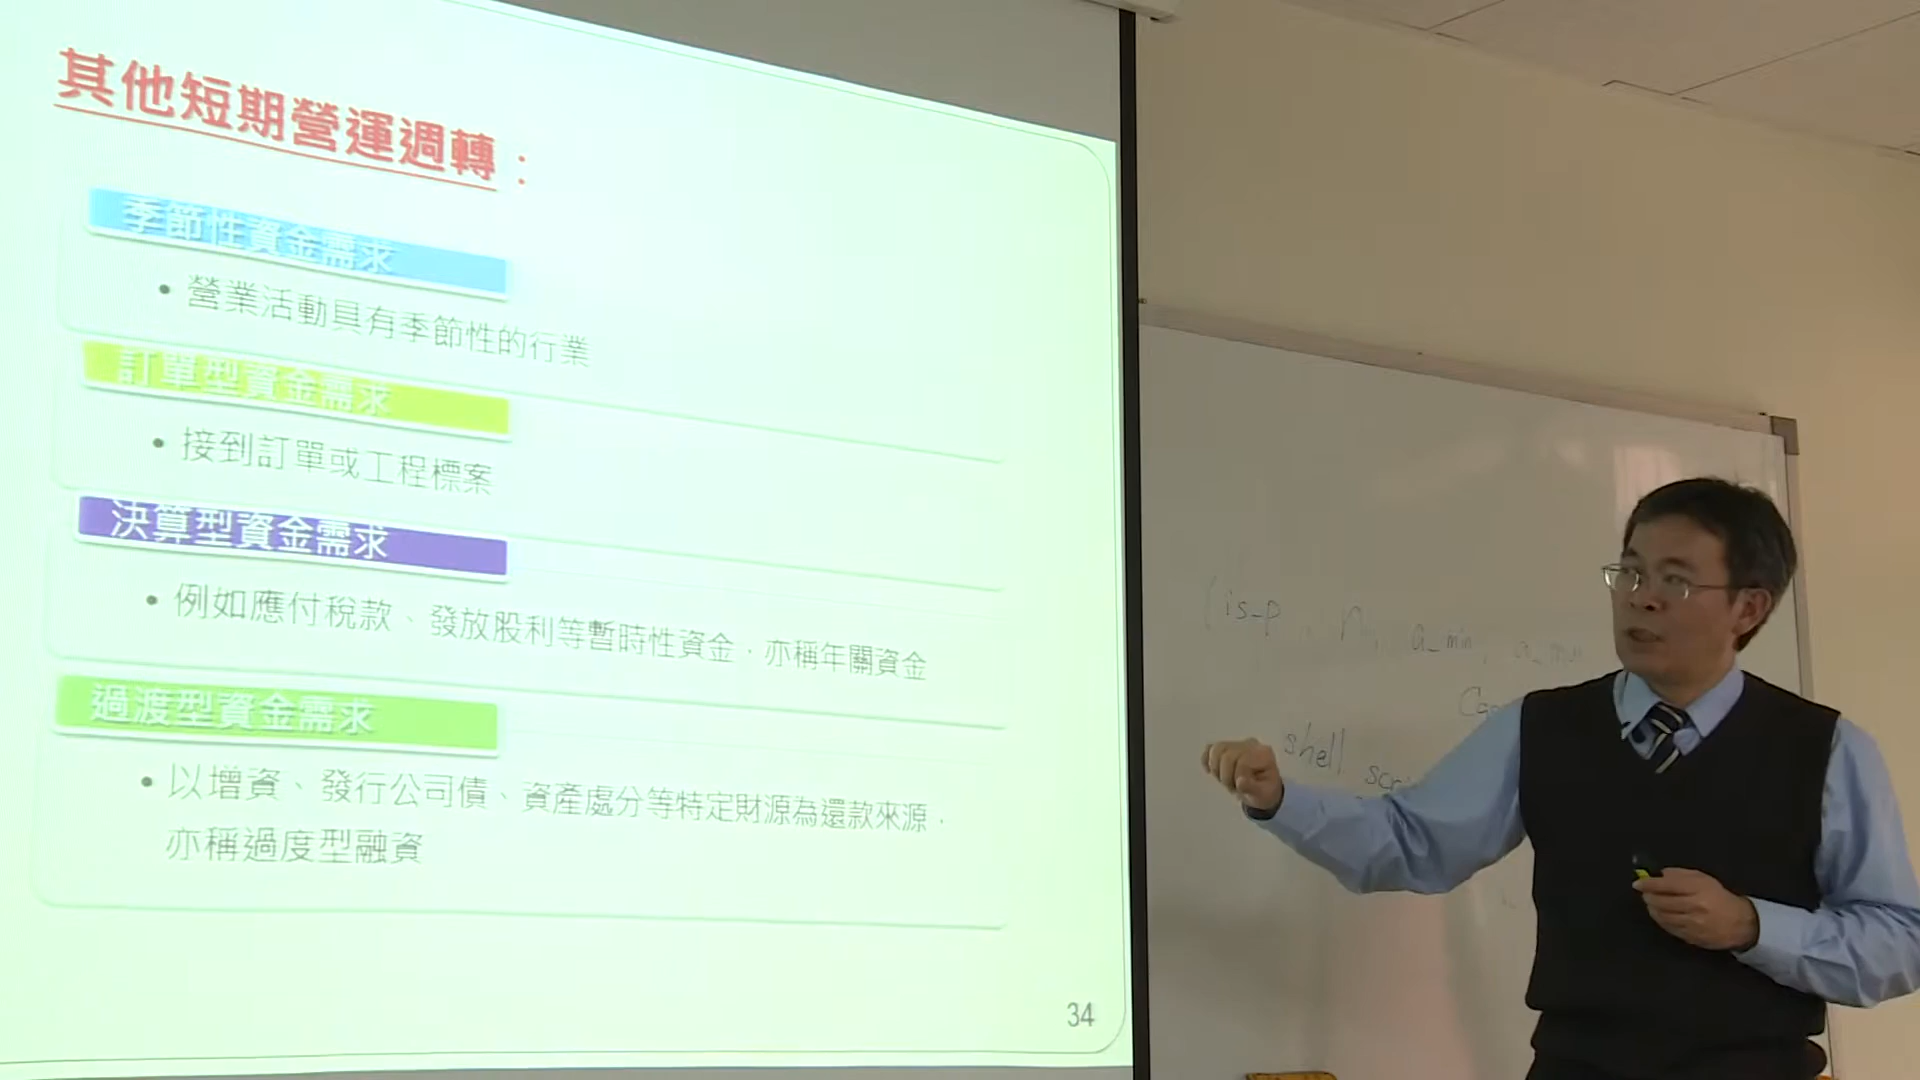 其他短期營運週轉：
季節性資金需求
• 營業活動具有季節性的行業
訂單型資金需求
• 接到訂單或工程標案
決算型資金需求
• 例如應付稅款、發放股利等暫時性資金，亦稱年關資金
過渡型資金需求
• 以增資、發行公司債、資產處分等特定財源為還款來源，
亦稱過度型融資
34
(is_p, n, a_min,
shell